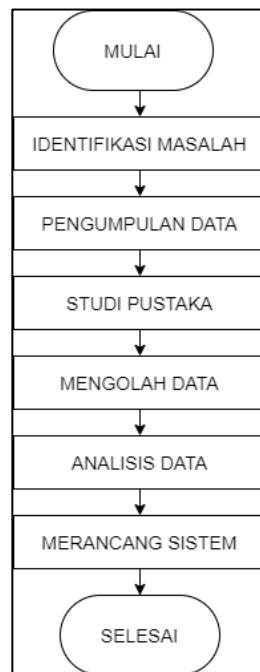 MULAI
IDENTIFIKASI MASALAH
PENGUMPULAN DATA
STUDI PUSTAKA
MENGOLAH DATA
ANALISIS DATA
MERANCANG SISTEM
SELESAI